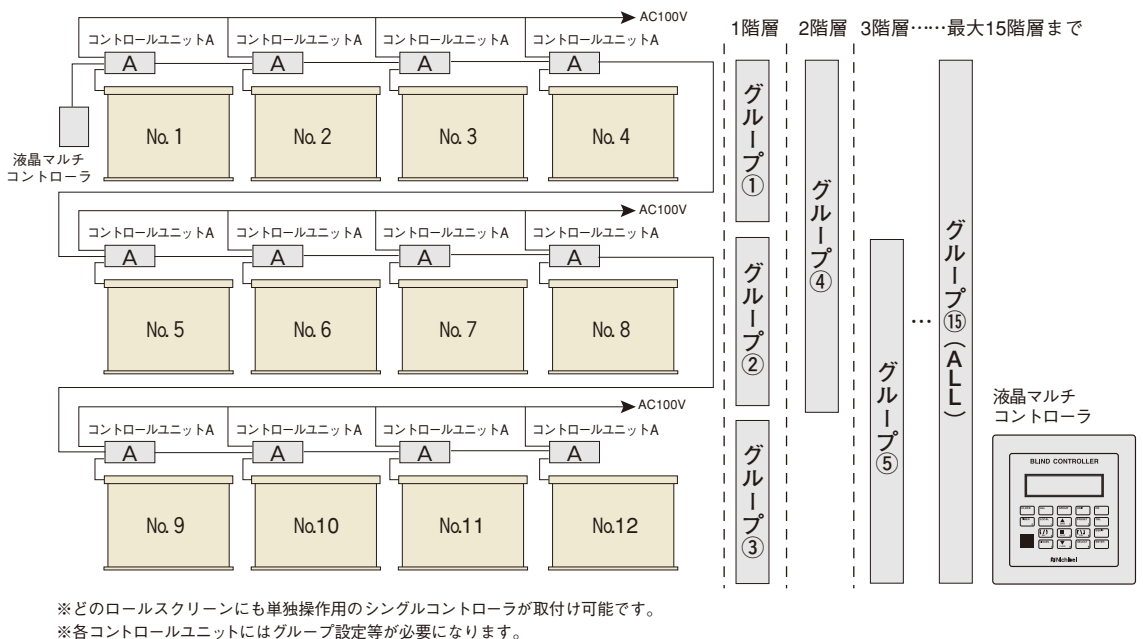 AC100V
コントロールユニットA コントロールユニットA コントロールユニットA コントロールユニットA
A A A A
No. 1 No. 2 No. 3 No. 4
液晶マルチ
コントローラ
AC100V
コントロールユニットA コントロールユニットA コントロールユニットA コントロールユニットA
A A A A
No. 5 No. 6 No. 7 No. 8
AC100V
コントロールユニットA コントロールユニットA コントロールユニットA コントロールユニットA
A A A A
No. 9 No.10 No.11 No.12
1階層 2階層 3階層……最大15階層まで
グループ①
グループ②
グループ③
グループ④
グループ⑤
…
グループ⑮(ALL)
液晶マルチ
コントローラ
BLIND CONTROLLER
Nichibei
※どのロールスクリーンにも単独操作用のシングルコントローラが取付け可能です。
※各コントロールユニットにはグループ設定等が必要になります。